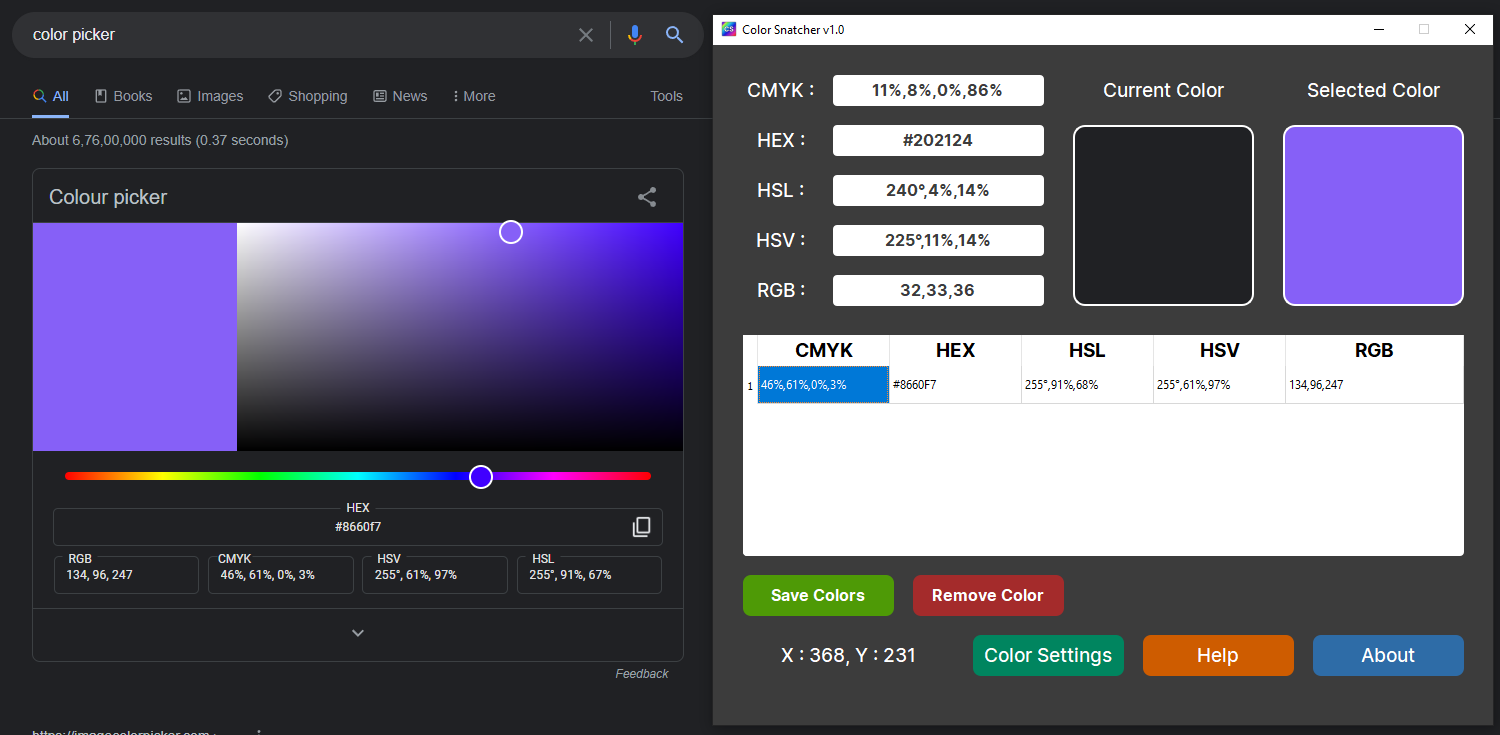 color picker
All
Books
Images
Shopping
News
More
Tools
About 6,76,00,000 results (0.37 seconds)
Colour picker
HEX
#8660f7
RGB
134, 96, 247
CMYK
46%, 61%, 0%, 3%
HSV
255°, 61%, 97%
HSL
255°, 91%, 67%
Feedback
CS
Color Snatcher v1.0
CMYK : 11%,8%,0%,86%
HEX : #202124
HSL : 240°,4%,14%
HSV : 225°,11%,14%
RGB : 32,33,36
Current Color
Selected Color
CMYK HEX HSL HSV RGB
1 46%,61%,0%,3% #8660F7 255°,91%,68% 255°,61%,97% 134,96,247
Save Colors
Remove Color
X : 368, Y : 231
Color Settings
Help
About